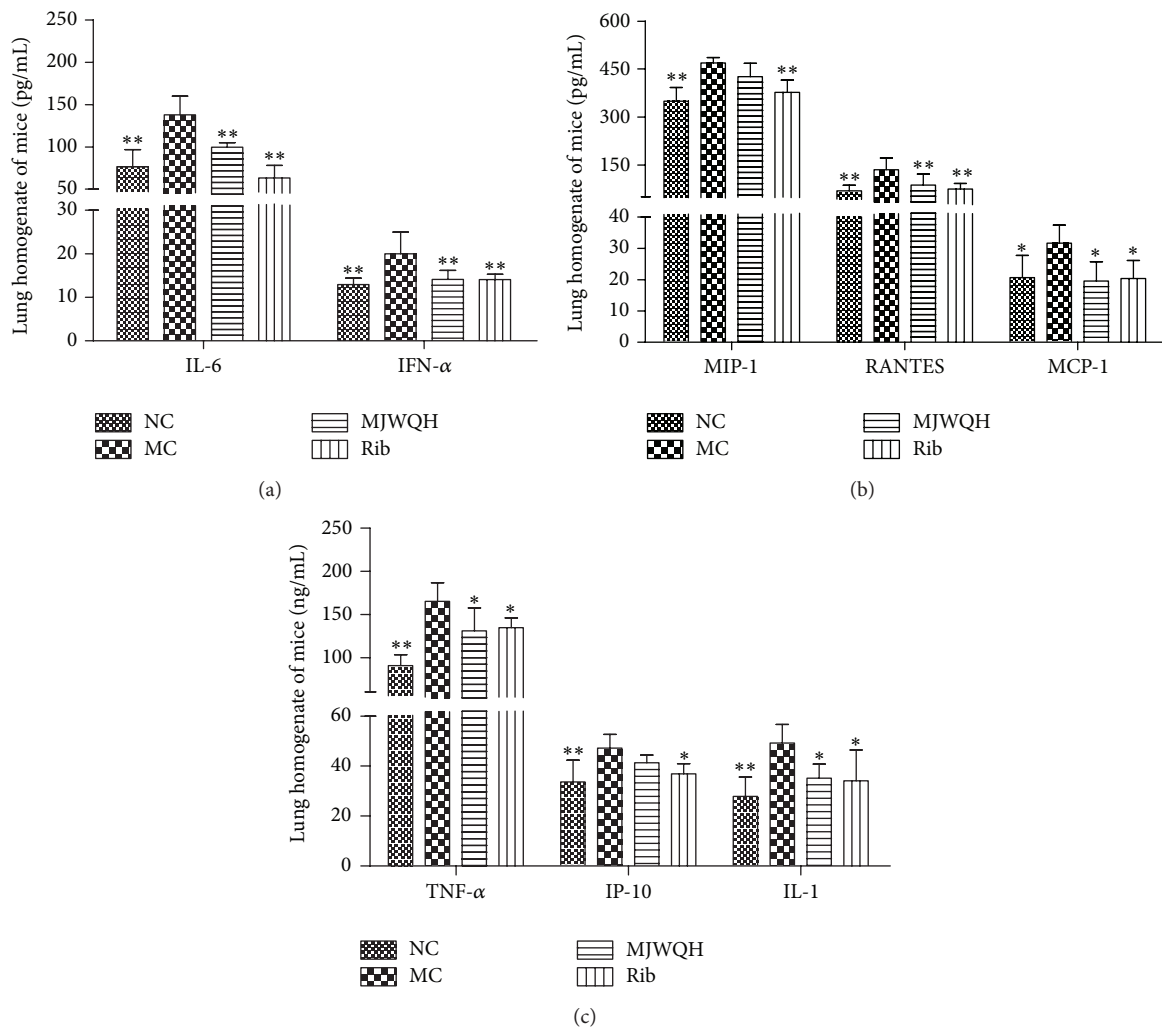 Lung homogenate of mice (pg/mL)
250
200
150
100
50
30
20
10
0
** ** **
** ** **
IL-6 IFN-α
NC MJWQH
MC Rib
(a)
Lung homogenate of mice (pg/mL)
600
450
300
150
40
30
20
10
0
** **
** ** **
* * *
MIP-1 RANTES MCP-1
NC MJWQH
MC Rib
(b)
Lung homogenate of mice (ng/mL)
250
200
150
100
60
40
20
0
** * *
** *
** * *
TNF-α IP-10 IL-1
NC MJWQH
MC Rib
(c)